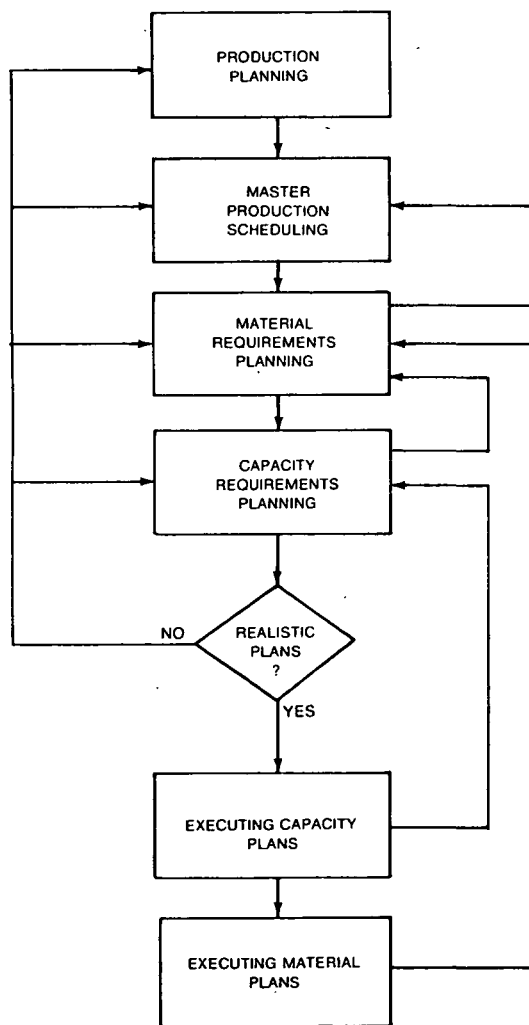 PRODUCTION
PLANNING
MASTER
PRODUCTION
SCHEDULING
MATERIAL
REQUIREMENTS
PLANNING
CAPACITY
REQUIREMENTS
PLANNING
NO
REALISTIC
PLANS
?
YES
EXECUTING CAPACITY
PLANS
EXECUTING MATERIAL
PLANS